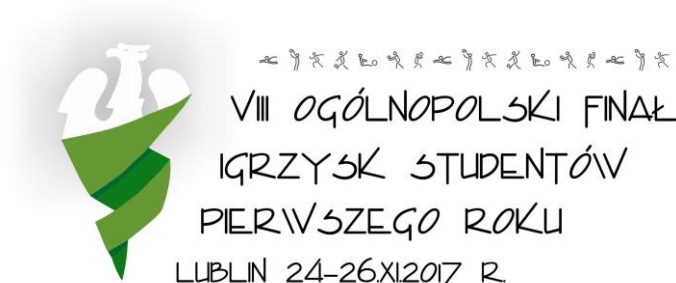 VIII OGÓLNOPOLSKI FINAŁ
IGRZYSK STUDENTÓW
PIERWSZEGO ROKU
LUBLIN 24-26.XI.2017 R.